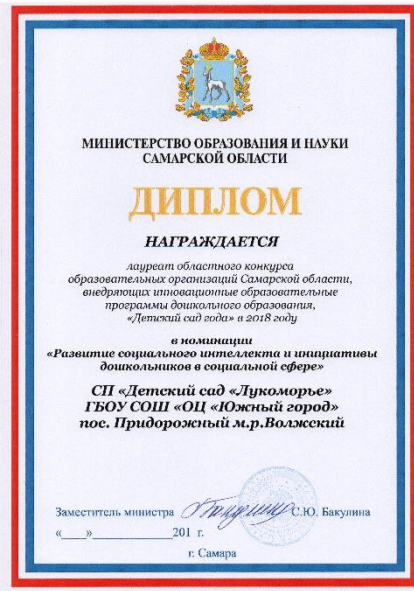 МИНИСТЕРСТВО ОБРАЗОВАНИЯ И НАУКИ
САМАРСКОЙ ОБЛАСТИ
ДИПЛОМ
НАГРАЖДАЕТСЯ
лауреат областного конкурса
образовательных организаций Самарской области,
внедряющих инновационные образовательные
программы дошкольного образования,
«Детский сад года» в 2018 году
в номинации
«Развитие социального интеллекта и инициативы
дошкольников в социальной сфере»
СП «Детский сад «Лукоморье»
ГБОУ СОШ «ОЦ «Южный город»
пос. Придорожный м.р.Волжский
Заместитель министра С.Ю. Бакулина
«____»______________201 г.
г. Самара